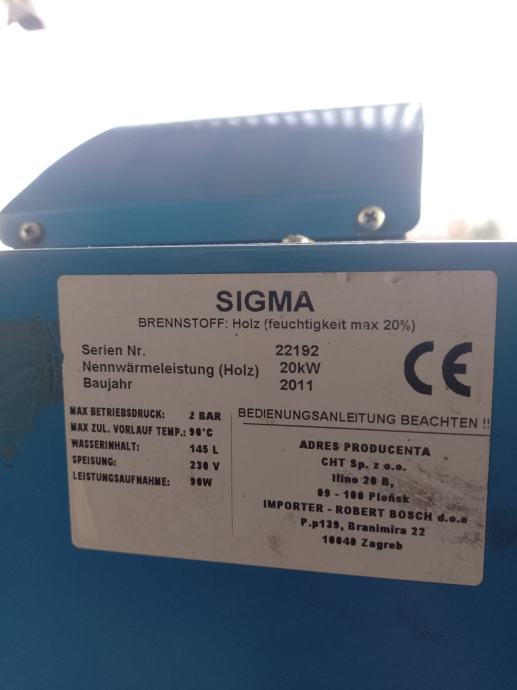 SIGMA
BRENNSTOFF: Holz (feuchtigkeit max 20%)
Serien Nr. 22192
Nennwärmeleistung (Holz) 20kW
Baujahr 2011
CE
MAX BETRIEBSDRUCK: 2 BAR
MAX ZUL. VORLAUF TEMP.: 90°C
WASSERINHALT: 145 L
SPEISUNG: 230 V
LEISTUNGSAUFNAHME: 90W
BEDIENUNGSANLEITUNG BEACHTEN !!
ADRES PRODUCENTA
CHT Sp. z o.o.
Ilino 20 B,
09 - 100 Plońsk
IMPORTER - ROBERT BOSCH d.o.o
P.p139, Branimira 22
10040 Zagreb